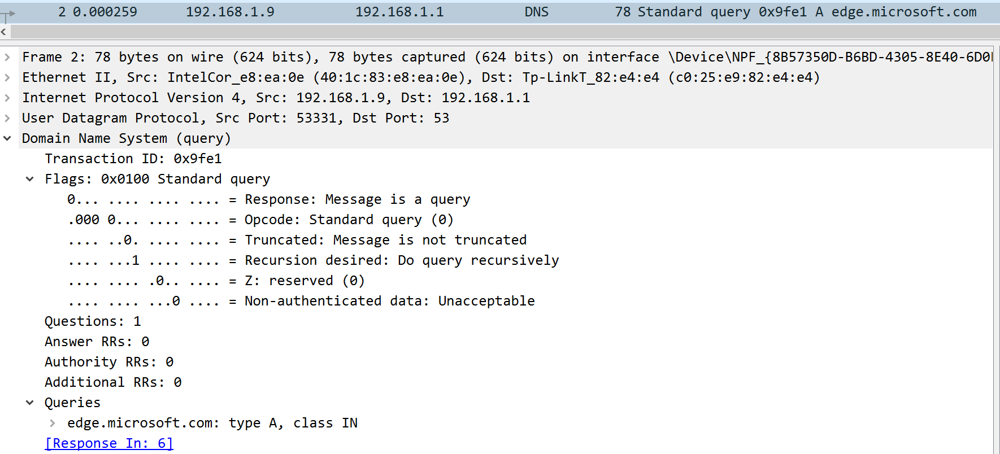 2 0.000259 192.168.1.9 192.168.1.1 DNS 78 Standard query 0x9fe1 A edge.microsoft.com
Frame 2: 78 bytes on wire (624 bits), 78 bytes captured (624 bits) on interface \Device\NPF_{8B57350D-B6BD-4305-8E40-6D0
Ethernet II, Src: IntelCor_e8:ea:0e (40:1c:83:e8:ea:0e), Dst: Tp-LinkT_82:e4:e4 (c0:25:e9:82:e4:e4)
Internet Protocol Version 4, Src: 192.168.1.9, Dst: 192.168.1.1
User Datagram Protocol, Src Port: 53331, Dst Port: 53
Domain Name System (query)
Transaction ID: 0x9fe1
Flags: 0x0100 Standard query
0... .... .... .... = Response: Message is a query
.000 0... .... .... = Opcode: Standard query (0)
.... ..0. .... .... = Truncated: Message is not truncated
.... ...1 .... .... = Recursion desired: Do query recursively
.... .... .0.. .... = Z: reserved (0)
.... .... ...0 .... = Non-authenticated data: Unacceptable
Questions: 1
Answer RRs: 0
Authority RRs: 0
Additional RRs: 0
Queries
edge.microsoft.com: type A, class IN
[Response In: 6]